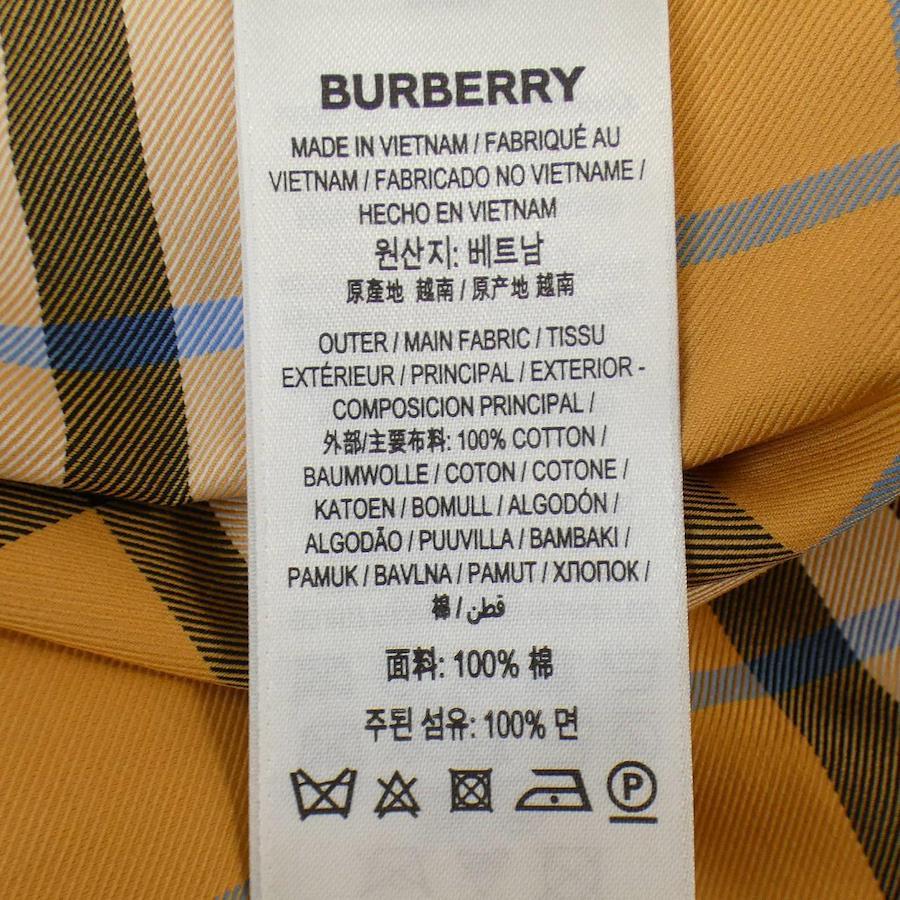 BURBERRY
MADE IN VIETNAM / FABRIQUÉ AU
VIETNAM / FABRICADO NO VIETNAME /
HECHO EN VIETNAM
원산지: 베트남
原產地 越南 / 原产地 越南
OUTER / MAIN FABRIC / TISSU
EXTÉRIEUR / PRINCIPAL / EXTERIOR -
COMPOSICION PRINCIPAL /
外部/主要布料: 100% COTTON /
BAUMWOLLE / COTON / COTONE /
KATOEN / BOMULL / ALGODÓN /
ALGODÃO / PUUVILLA / BAMBAKI /
PAMUK / BAVLNA / PAMUT / ХЛОПОК /
棉 / قطن
面料: 100% 棉
주된 섬유: 100% 면
P